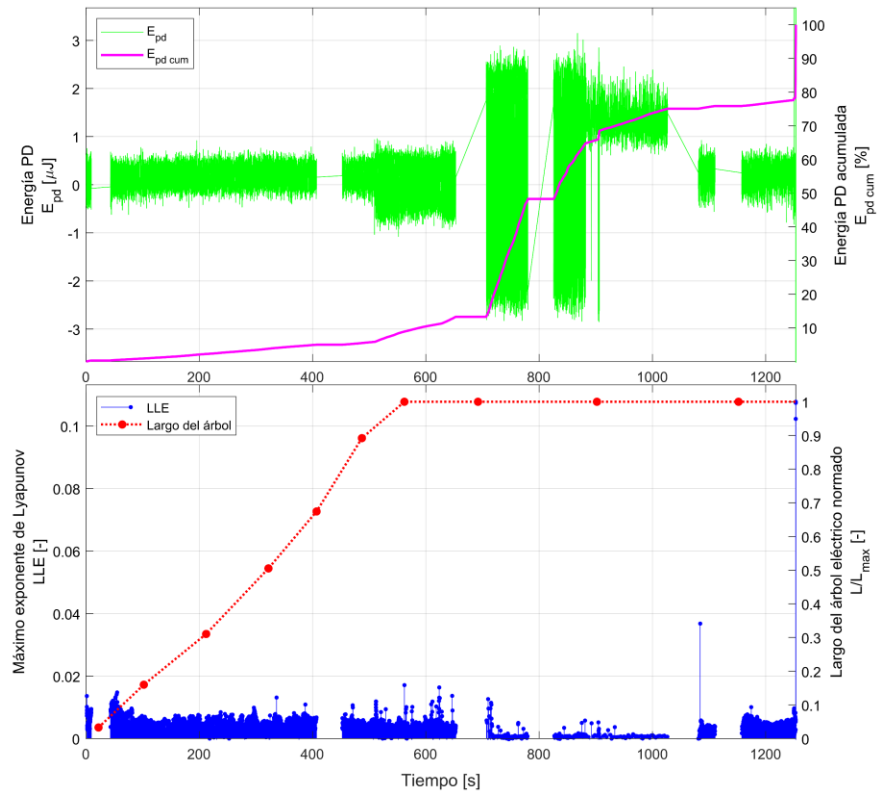 E_pd
E_pd cum
3
2
1
0
-1
-2
-3
Energía PD
E_pd [μJ]
100
90
80
70
60
50
40
30
20
10
Energía PD acumulada
E_pd cum [%]
0 200 400 600 800 1000 1200
LLE
Largo del árbol
0.1
0.08
0.06
0.04
0.02
0
Máximo exponente de Lyapunov
LLE [-]
1
0.9
0.8
0.7
0.6
0.5
0.4
0.3
0.2
0.1
0
Largo del árbol eléctrico normado
L/L_max [-]
0 200 400 600 800 1000 1200
Tiempo [s]